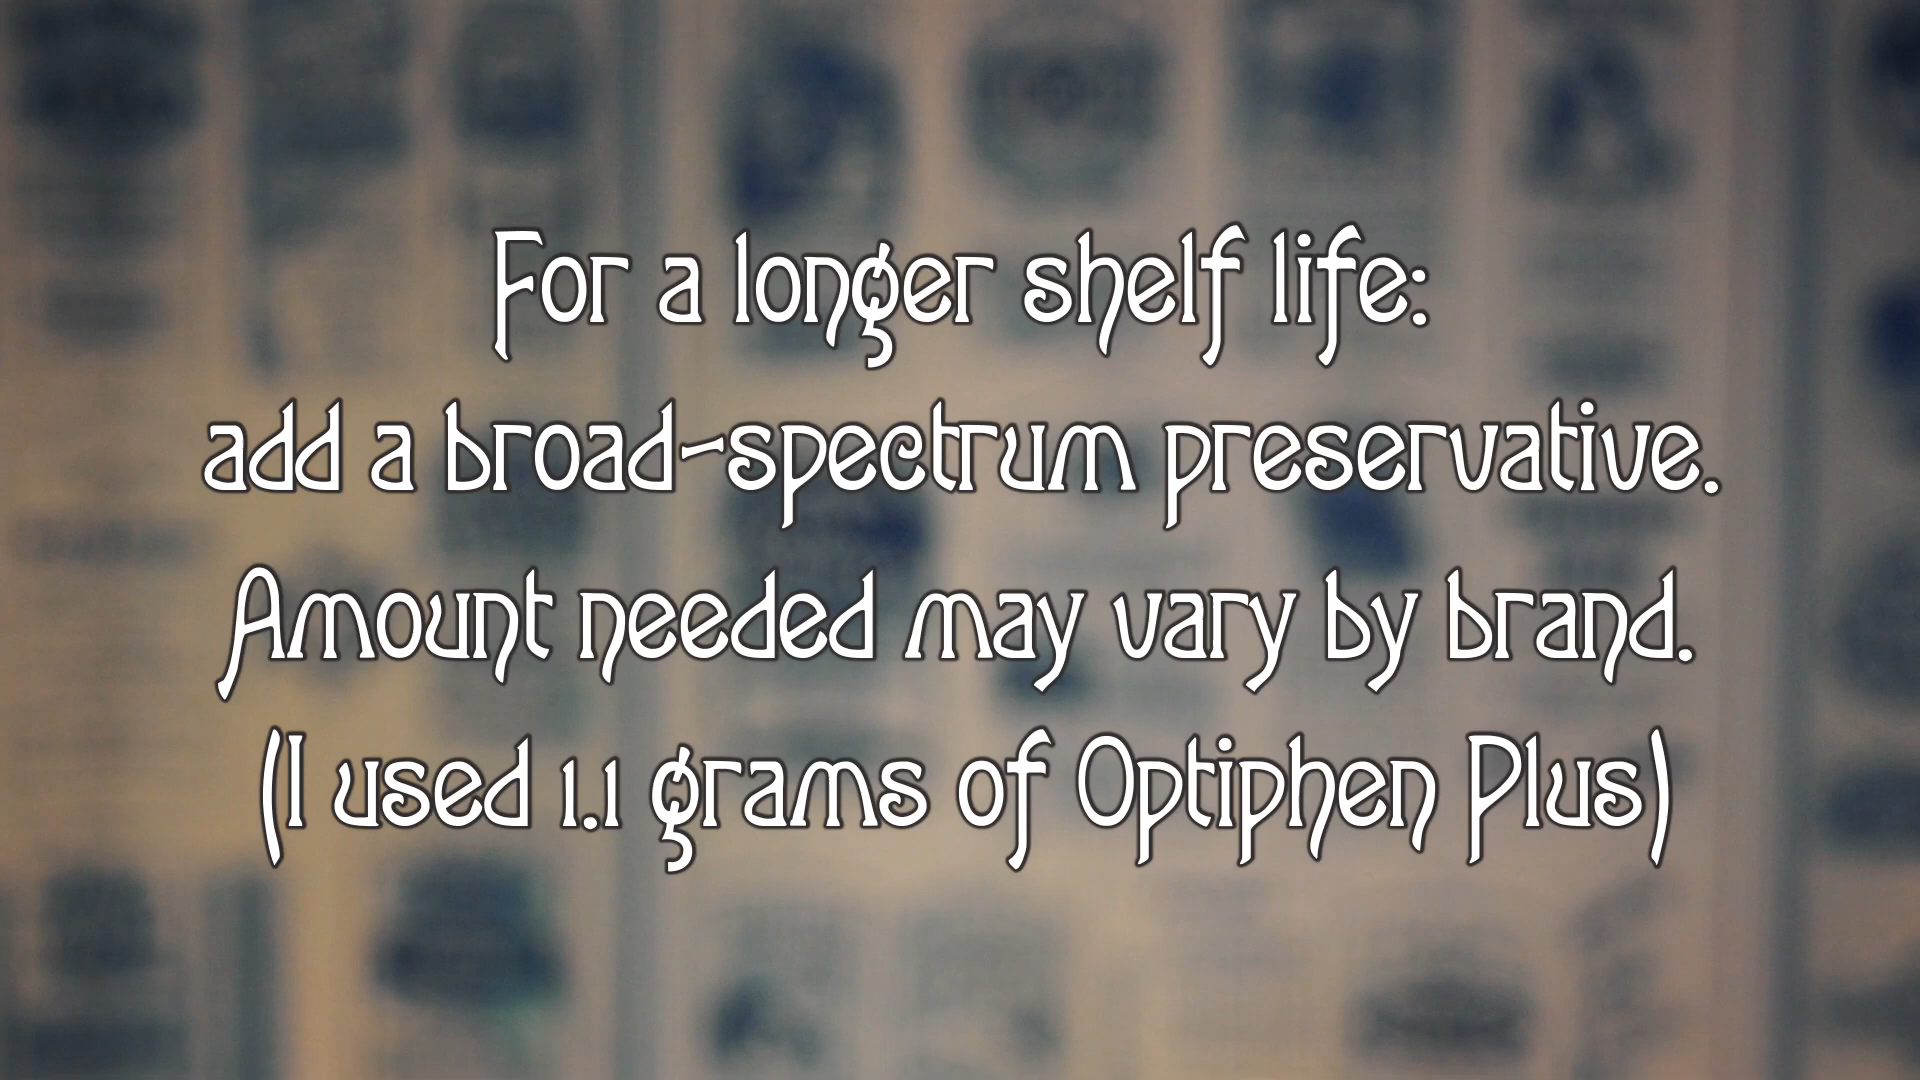 For a longer shelf life:
add a broad-spectrum preservative.
Amount needed may vary by brand.
(I used 1.1 grams of Optiphen Plus)